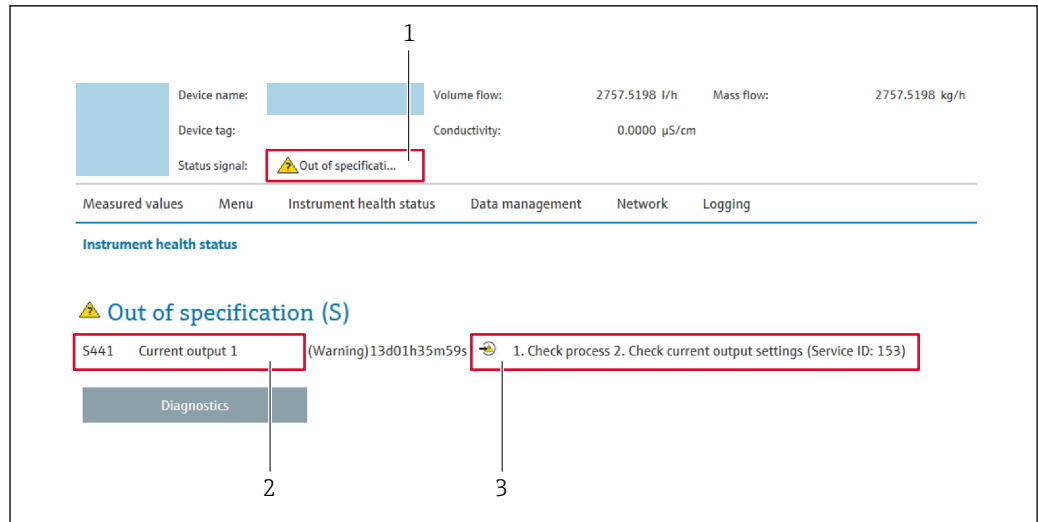 1
Device name: Volume flow: 2757.5198 l/h Mass flow: 2757.5198 kg/h
Device tag: Conductivity: 0.0000 µS/cm
Status signal: Out of specificati...
Measured values Menu Instrument health status Data management Network Logging
Instrument health status
Out of specification (S)
S441 Current output 1 (Warning)13d01h35m59s 1. Check process 2. Check current output settings (Service ID: 153)
Diagnostics
2 3